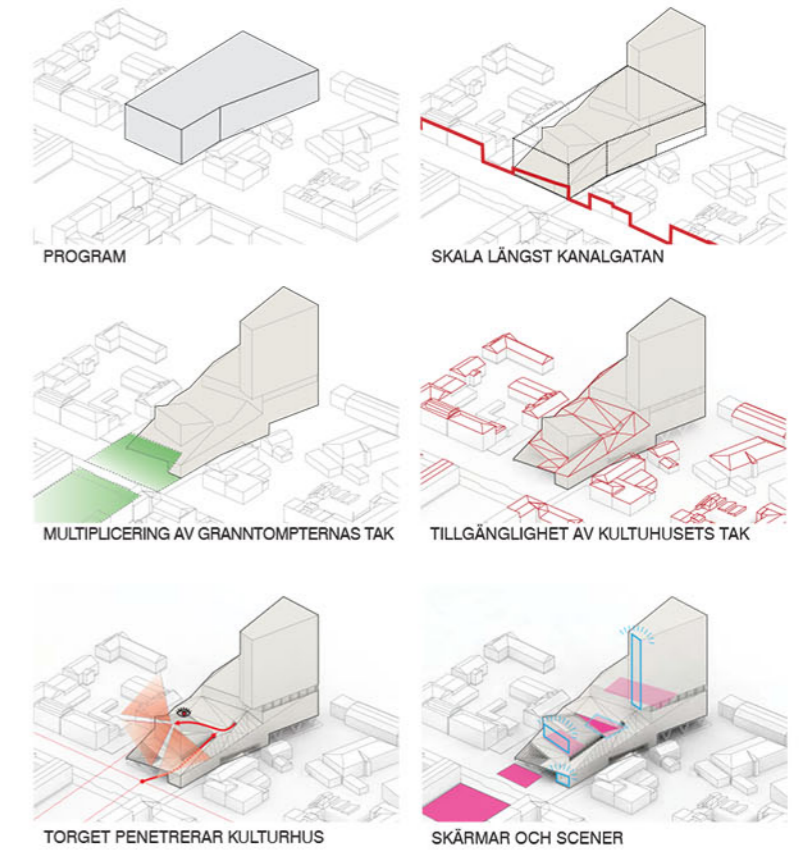 PROGRAM
SKALA LÄNGST KANALGATAN
MULTIPLICERING AV GRANNTOMPTERNAS TAK
TILLGÄNGLIGHET AV KULTUHUSETS TAK
TORGET PENETRERAR KULTURHUS
SKÄRMAR OCH SCENER